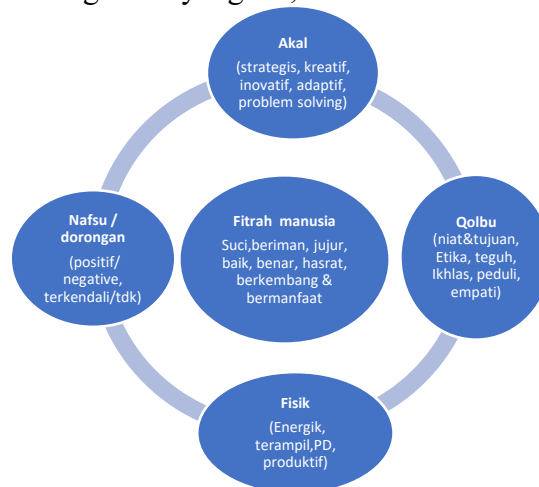 Akal
(strategis, kreatif,
inovatif, adaptif,
problem solving)
Nafsu /
dorongan
(positif/
negative,
terkendali/tdk)
Fitrah manusia
Suci,beriman, jujur,
baik, benar, hasrat,
berkembang &
bermanfaat
Qolbu
(niat&tujuan,
Etika, teguh,
Ikhlas, peduli,
empati)
Fisik
(Energik,
terampil,PD,
produktif)